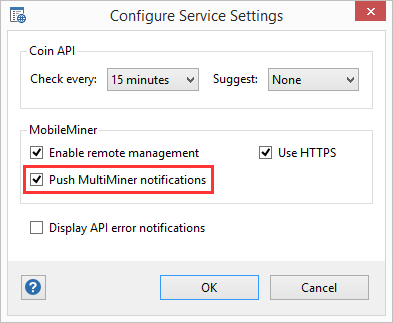 Configure Service Settings
Coin API
Check every: 15 minutes Suggest: None
MobileMiner
Enable remote management Use HTTPS
Push MultiMiner notifications
Display API error notifications
? OK Cancel